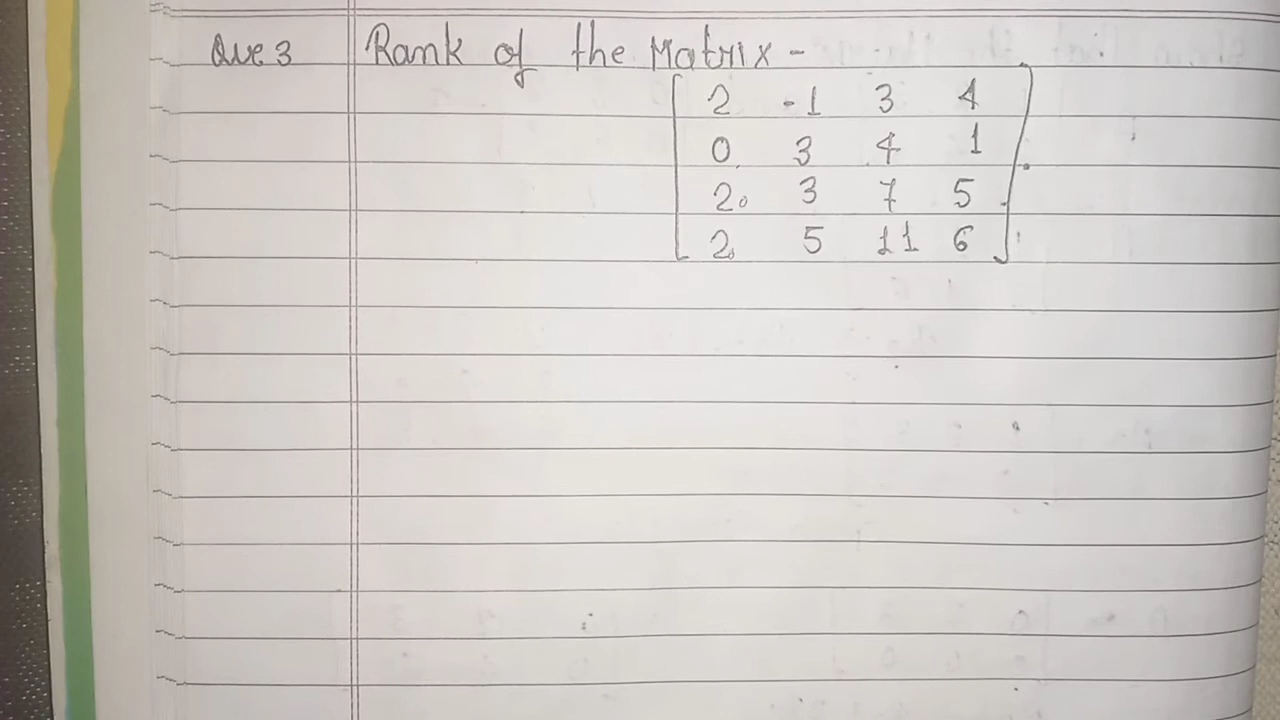 Que 3 Rank of the Matrix -
2 -1 3 4
0 3 4 1
2 3 7 5
2 5 11 6